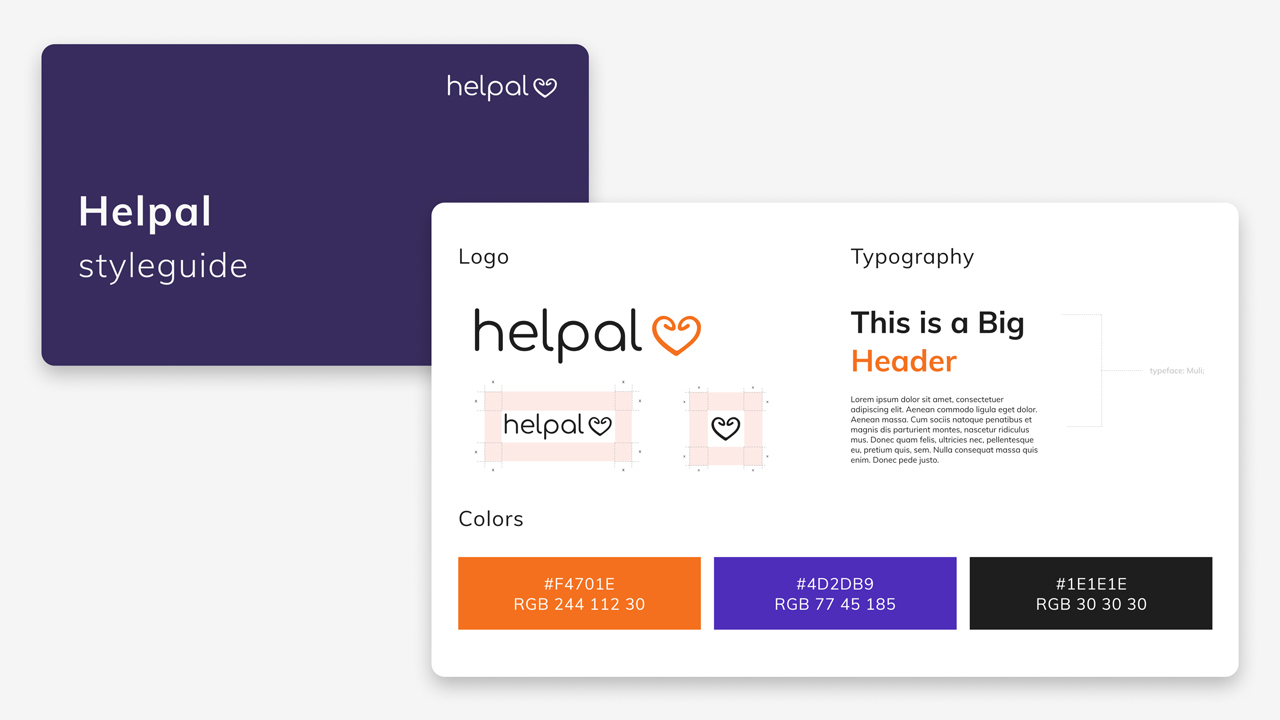 helpal
Helpal
styleguide
Logo
helpal
helpal
Typography
This is a Big
Header
Lorem ipsum dolor sit amet, consectetuer
adipiscing elit. Aenean commodo ligula eget dolor.
Aenean massa. Cum sociis natoque penatibus et
magnis dis parturient montes, nascetur ridiculus
mus. Donec quam felis, ultricies nec, pellentesque
eu, pretium quis, sem. Nulla consequat massa quis
enim. Donec pede justo.
typeface: Muli;
Colors
#F4701E
RGB 244 112 30
#4D2DB9
RGB 77 45 185
#1E1E1E
RGB 30 30 30